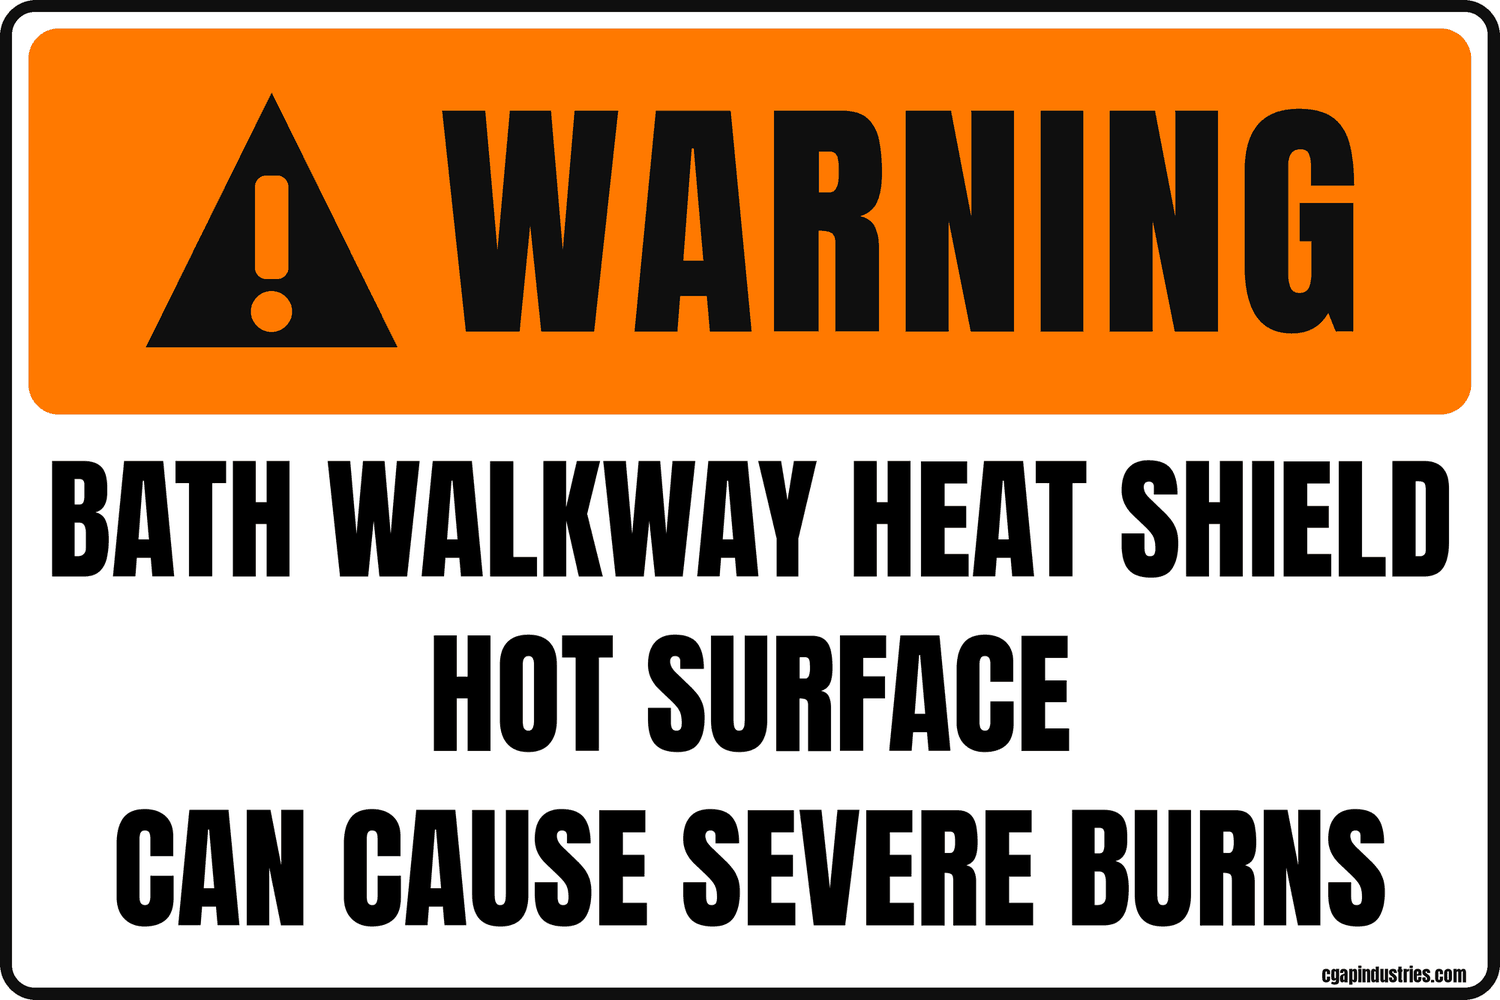 WARNING
BATH WALKWAY HEAT SHIELD
HOT SURFACE
CAN CAUSE SEVERE BURNS
cgapindustries.com